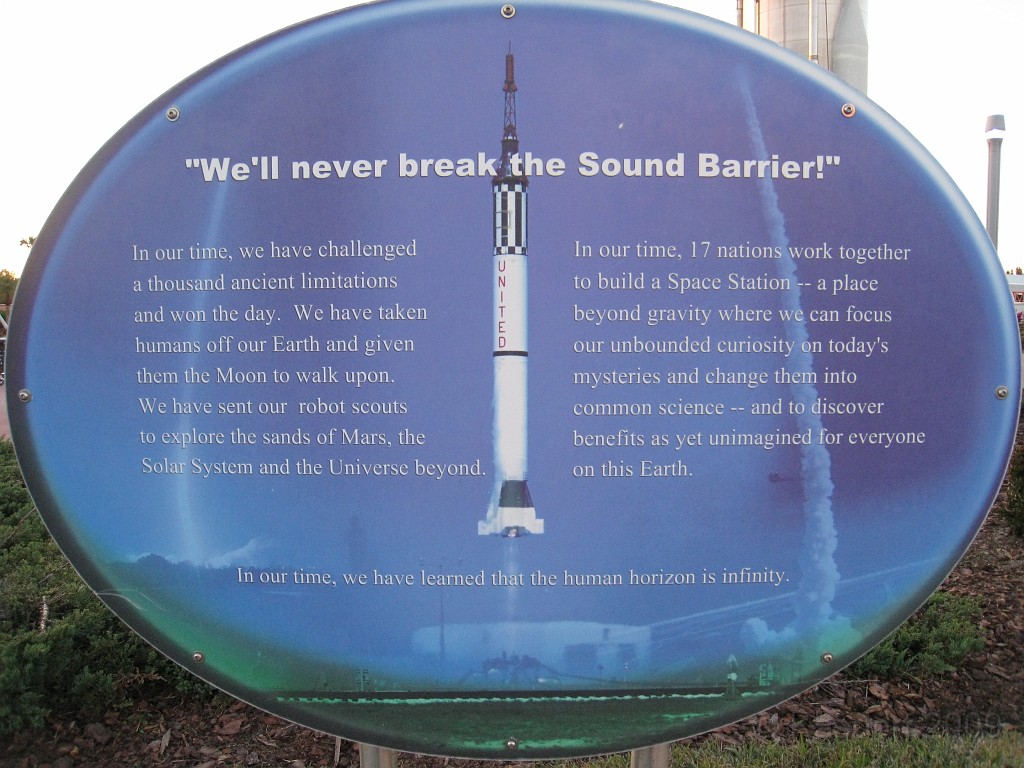 "We'll never break the Sound Barrier!"
In our time, we have challenged
a thousand ancient limitations
and won the day. We have taken
humans off our Earth and given
them the Moon to walk upon.
We have sent our robot scouts
to explore the sands of Mars, the
Solar System and the Universe beyond.
UNITED
In our time, 17 nations work together
to build a Space Station -- a place
beyond gravity where we can focus
our unbounded curiosity on today's
mysteries and change them into
common science -- and to discover
benefits as yet unimagined for everyone
on this Earth.
In our time, we have learned that the human horizon is infinity.
2009